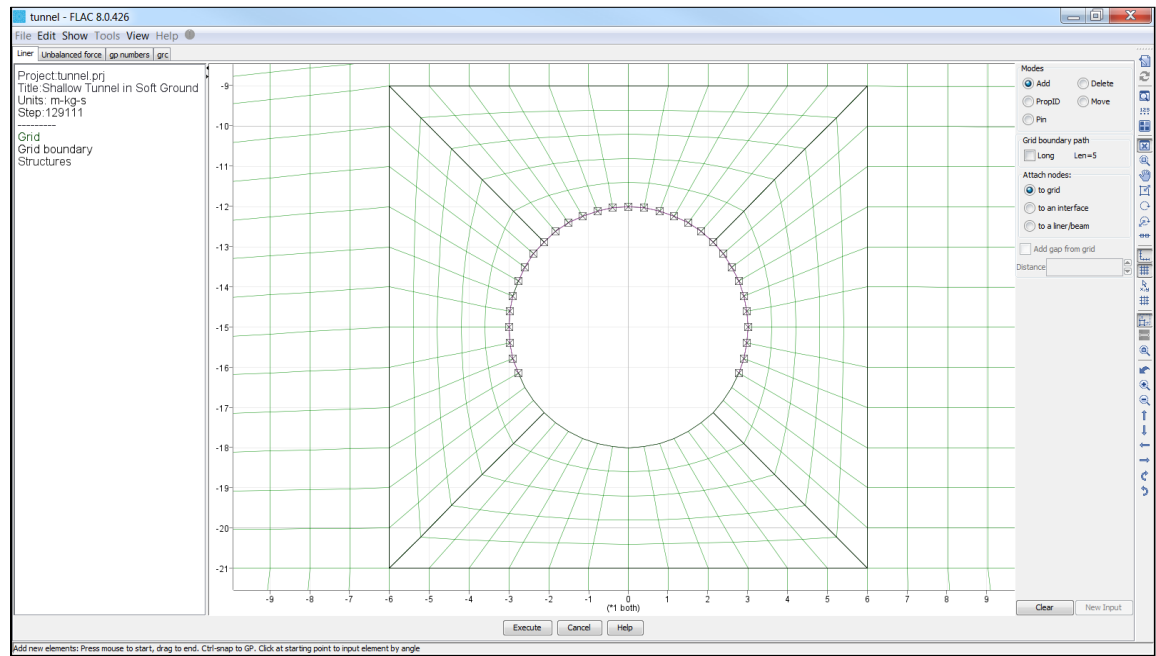 tunnel - FLAC 8.0.426
File Edit Show Tools View Help
Liner Unbalanced force gp numbers grc
Project:tunnel.prj
Title:Shallow Tunnel in Soft Ground
Units: m-kg-s
Step:129111
----------
Grid
Grid boundary
Structures
-9
-10
-11
-12
-13
-14
-15
-16
-17
-18
-19
-20
-21
-9 -8 -7 -6 -5 -4 -3 -2 -1 0 1 2 3 4 5 6 7 8 9
(*1 both)
Modes
Add Delete
PropID Move
Pin
Grid boundary path
Long Len=5
Attach nodes:
to grid
to an interface
to a liner/beam
Add gap from grid
Distance
Clear New Input
Execute Cancel Help
Add new elements: Press mouse to start, drag to end. Ctrl-snap to GP. Click at starting point to input element by angle